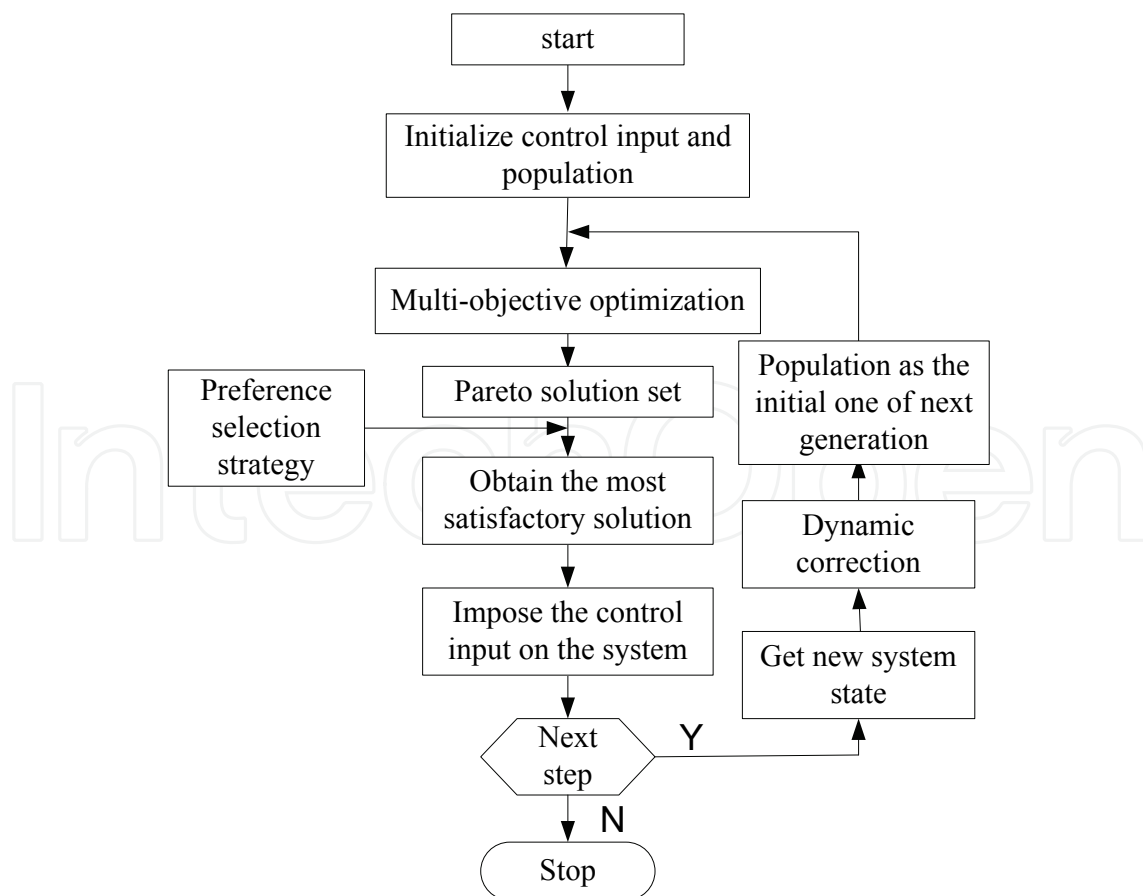 start
Initialize control input and
population
Multi-objective optimization
Pareto solution set
Preference
selection
strategy
Obtain the most
satisfactory solution
Impose the control
input on the system
Next
step
Y
N
Stop
Get new system
state
Dynamic
correction
Population as the
initial one of next
generation
IntechOpen